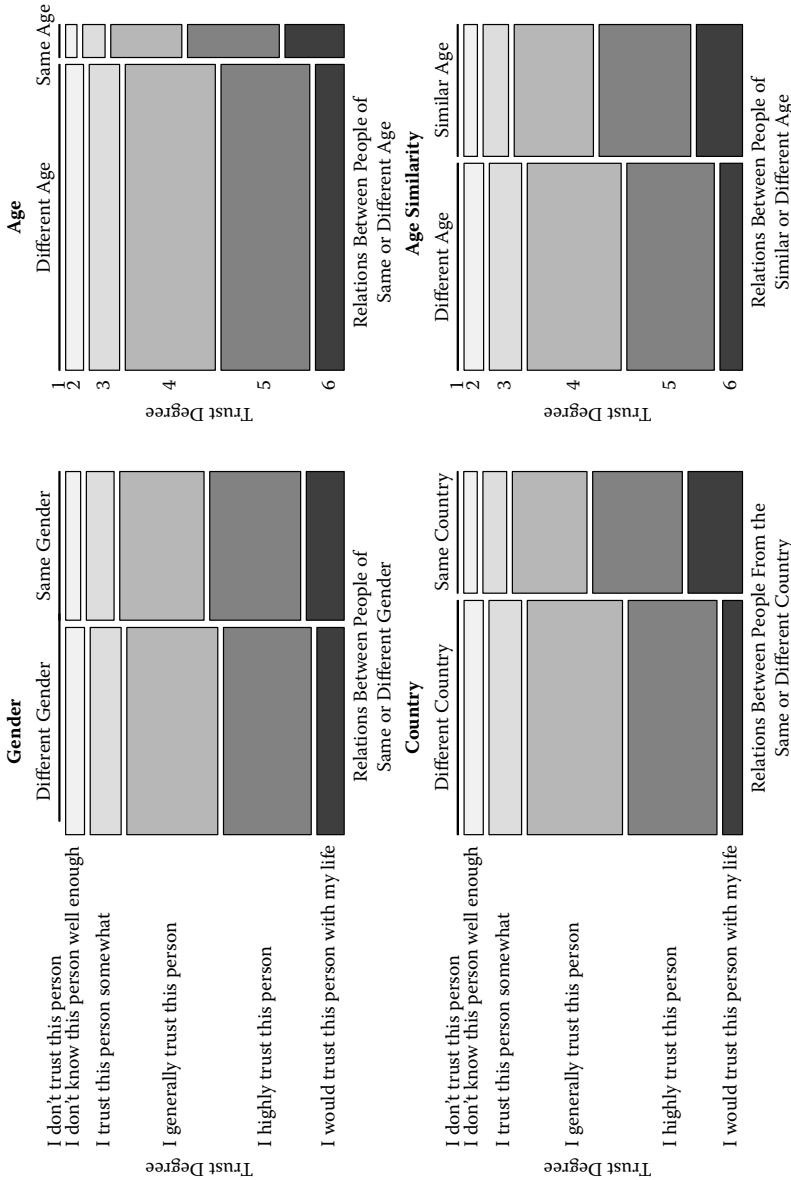 Gender
Different Gender Same Gender
I don't trust this person
I don't know this person well enough
I trust this person somewhat
I generally trust this person
I highly trust this person
I would trust this person with my life
Trust Degree
Relations Between People of
Same or Different Gender
Age
Different Age Same Age
1
2
3
4
5
6
Trust Degree
Relations Between People of
Same or Different Age
Country
Different Country Same Country
I don't trust this person
I don't know this person well enough
I trust this person somewhat
I generally trust this person
I highly trust this person
I would trust this person with my life
Trust Degree
Relations Between People From the
Same or Different Country
Age Similarity
Different Age Similar Age
1
2
3
4
5
6
Trust Degree
Relations Between People of
Similar or Different Age